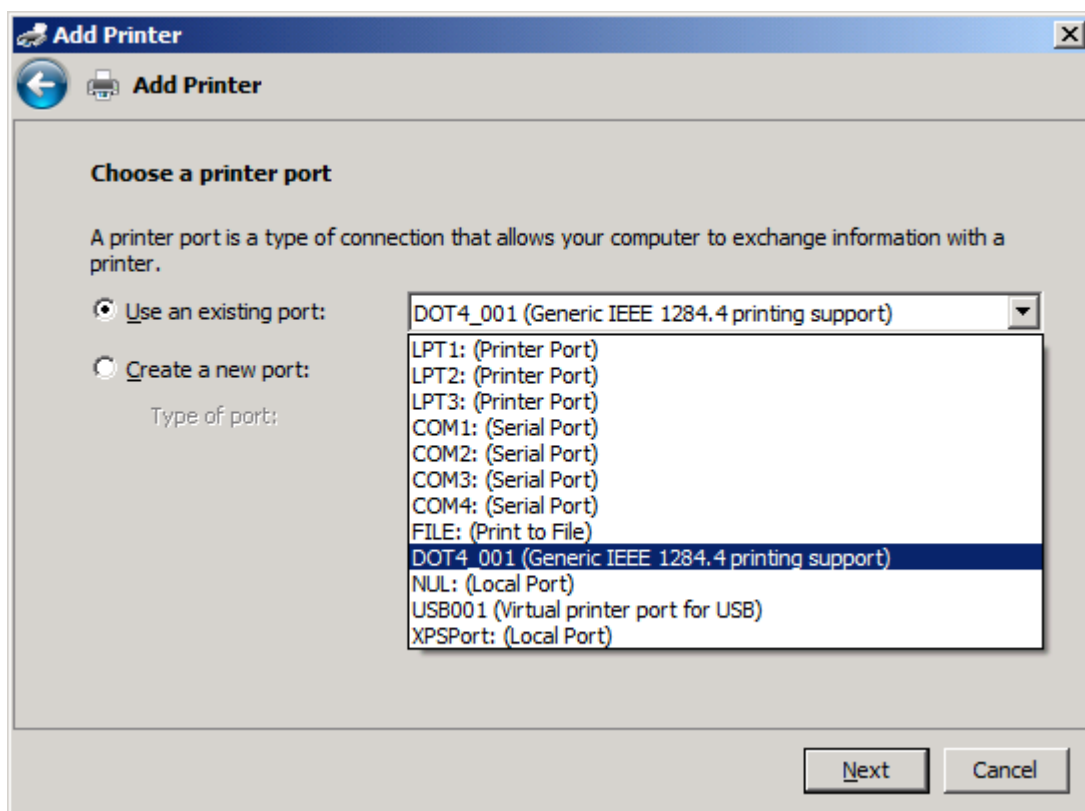 Add Printer
Add Printer
Choose a printer port
A printer port is a type of connection that allows your computer to exchange information with a
printer.
Use an existing port:
DOT4_001 (Generic IEEE 1284.4 printing support)
LPT1: (Printer Port)
LPT2: (Printer Port)
LPT3: (Printer Port)
COM1: (Serial Port)
COM2: (Serial Port)
COM3: (Serial Port)
COM4: (Serial Port)
FILE: (Print to File)
DOT4_001 (Generic IEEE 1284.4 printing support)
NUL: (Local Port)
USB001 (Virtual printer port for USB)
XPSPort: (Local Port)
Create a new port:
Type of port:
Next
Cancel